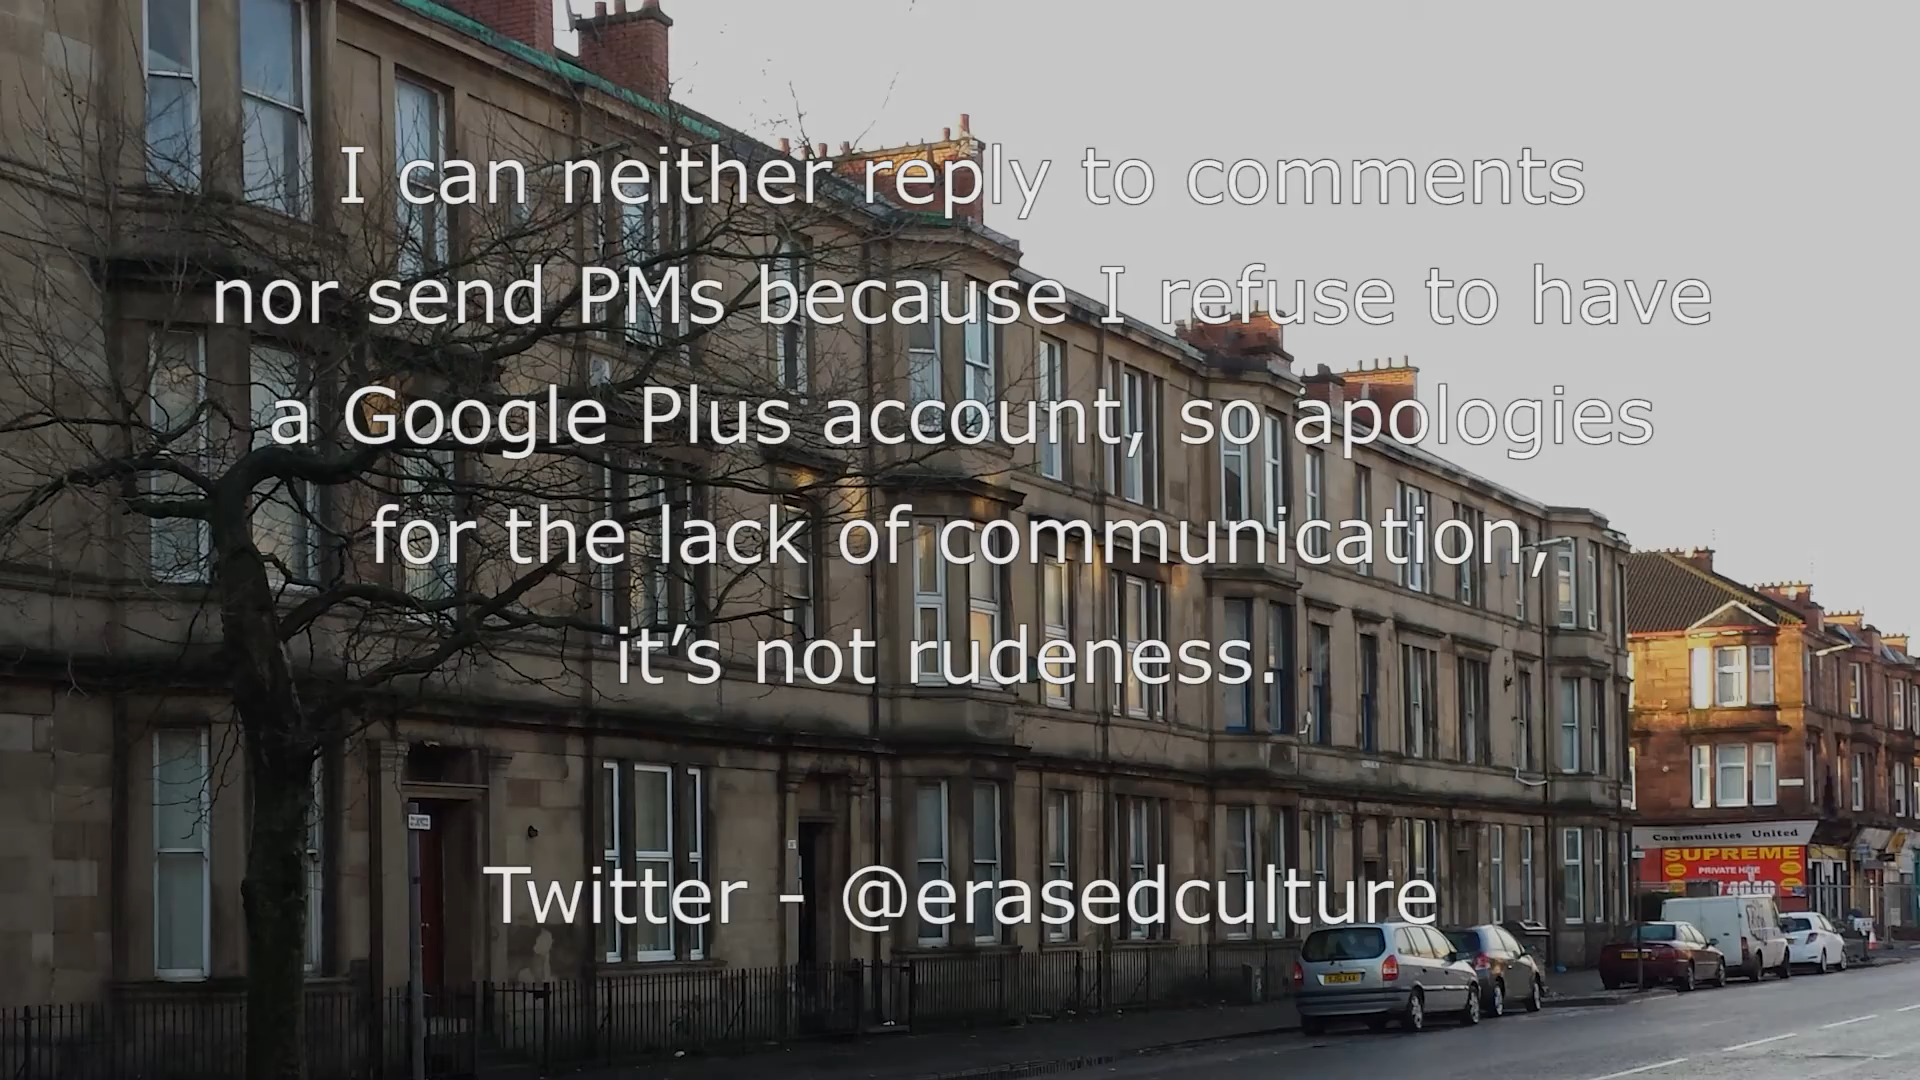 I can neither reply to comments
nor send PMs because I refuse to have
a Google Plus account, so apologies
for the lack of communication,
it's not rudeness.
Twitter - @erasedculture
Communities United
SUPREME
PRIVATE HIRE